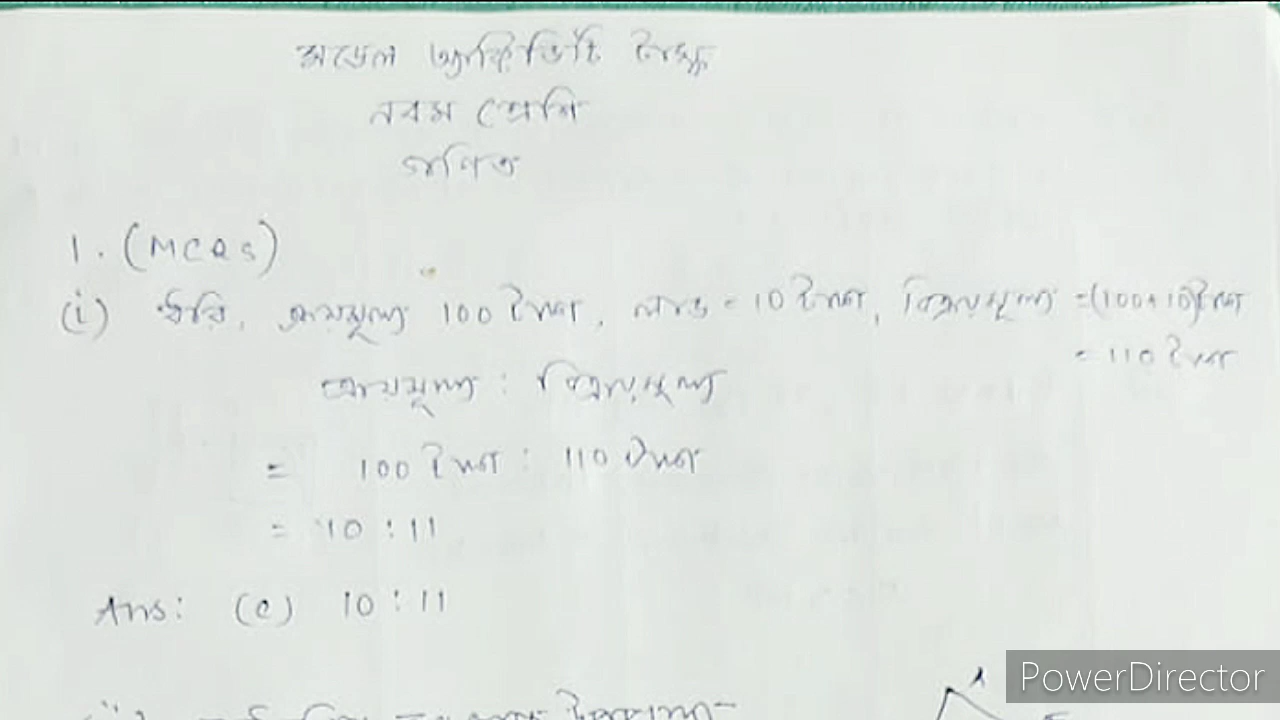 মডেল অ্যাক্টিভিটি টাস্ক
নবম শ্রেণি
গণিত
1. (MCQs)
(i) ধরি, ক্রয়মূল্য 100 টাকা, লাভ = 10 টাকা, বিক্রয়মূল্য = (100+10)টাকা
= 110 টাকা
ক্রয়মূল্য : বিক্রয়মূল্য
= 100 টাকা : 110 টাকা
= 10 : 11
Ans: (c) 10 : 11
PowerDirector